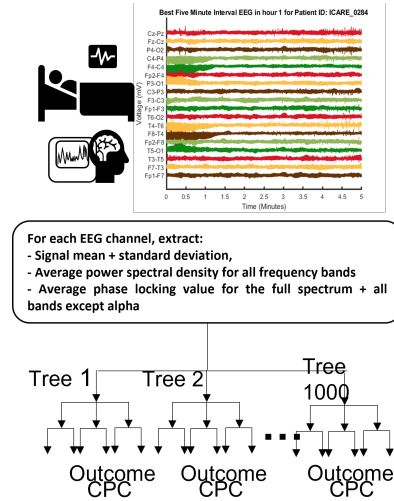 Best Five Minute Interval EEG in hour 1 for Patient ID: ICARE_0284
Voltage (mV)
Cz-Pz
Fz-Cz
P4-O2
C4-P4
F4-C4
Fp2-F4
P3-O1
C3-P3
F3-C3
Fp1-F3
T6-O2
T4-T6
F8-T4
Fp2-F8
T5-O1
T3-T5
F7-T3
Fp1-F7
0 0.5 1 1.5 2 2.5 3 3.5 4 4.5 5
Time (Minutes)
For each EEG channel, extract:
- Signal mean + standard deviation,
- Average power spectral density for all frequency bands
- Average phase locking value for the full spectrum + all
bands except alpha
Tree 1
Tree 2
Tree
1000
Outcome
CPC
Outcome
CPC
Outcome
CPC